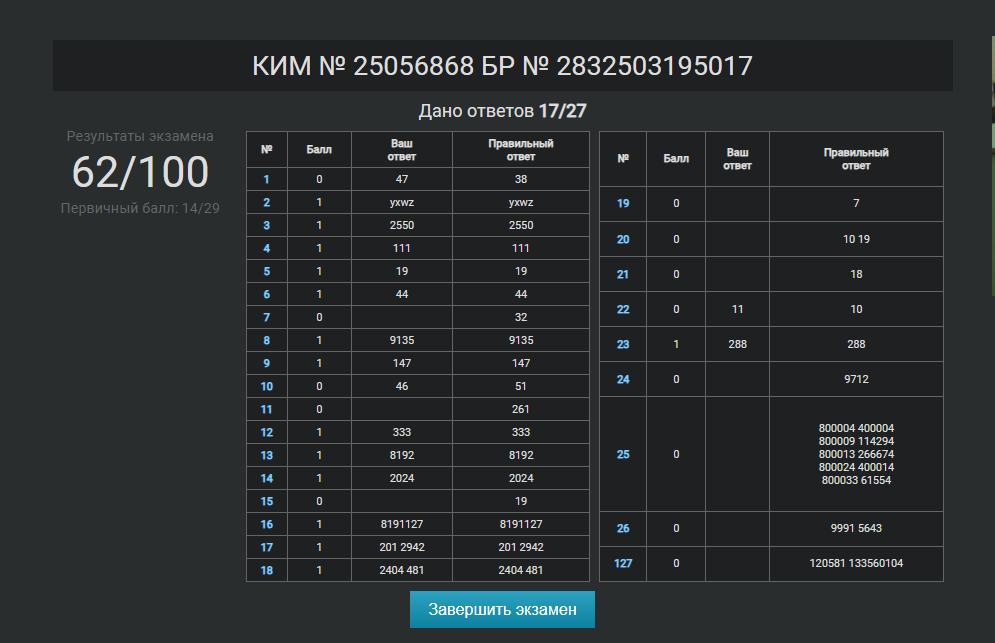 КИМ № 25056868 БР № 2832503195017
Дано ответов 17/27
Результаты экзамена
62/100
Первичный балл: 14/29
№ Балл Ваш ответ Правильный ответ
1 0 47 38
2 1 yxwz yxwz
3 1 2550 2550
4 1 111 111
5 1 19 19
6 1 44 44
7 0 32
8 1 9135 9135
9 1 147 147
10 0 46 51
11 0 261
12 1 333 333
13 1 8192 8192
14 1 2024 2024
15 0 19
16 1 8191127 8191127
17 1 201 2942 201 2942
18 1 2404 481 2404 481
№ Балл Ваш ответ Правильный ответ
19 0 7
20 0 10 19
21 0 18
22 0 11 10
23 1 288 288
24 0 9712
25 0 800004 400004
800009 114294
800013 266674
800024 400014
800033 61554
26 0 9991 5643
127 0 120581 133560104
Завершить экзамен